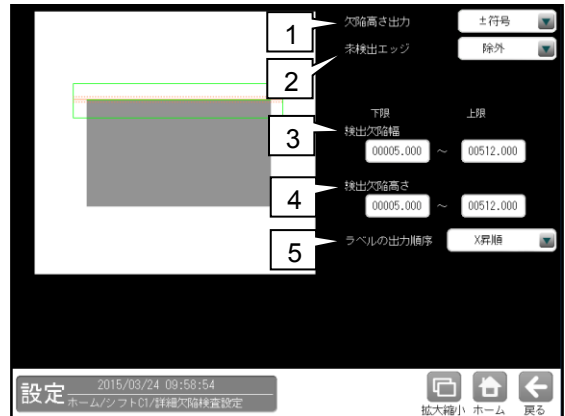 1 欠陥高さ出力 ±符号
2 未検出エッジ 除外
下限 上限
3 検出欠陥幅
00005.000 ～ 00512.000
4 検出欠陥高さ
00005.000 ～ 00512.000
5 ラベルの出力順序 X昇順
設定 2015/03/24 09:58:54
ホーム/シフトC1/詳細欠陥検査設定
拡大縮小 ホーム 戻る